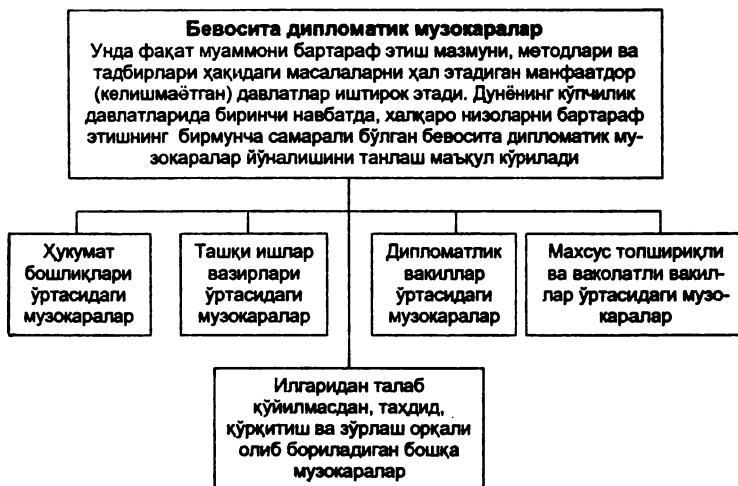 Бевосита дипломатик музокаралар
Унда фақат муаммони бартараф этиш мазмуни, методлари ва
тадбирлари ҳақидаги масалаларни ҳал этадиган манфаатдор
(келишмаётган) давлатлар иштирок этади. Дунёнинг кўпчилик
давлатларида биринчи навбатда, халқаро низоларни бартараф
этишнинг бирмунча самарали бўлган бевосита дипломатик му-
зокаралар йўналишини танлаш маъқул кўрилади
Ҳукумат
бошлиқлари
ўртасидаги
музокаралар
Ташқи ишлар
вазирлари
ўртасидаги
музокаралар
Дипломатлик
вакиллар
ўртасидаги
музокаралар
Махсус топшириқли
ва ваколатли вакил-
лар ўртасидаги музо-
каралар
Илгаридан талаб
қўйилмасдан, таҳдид,
қўрқитиш ва зўрлаш орқали
олиб бориладиган бошқа
музокаралар